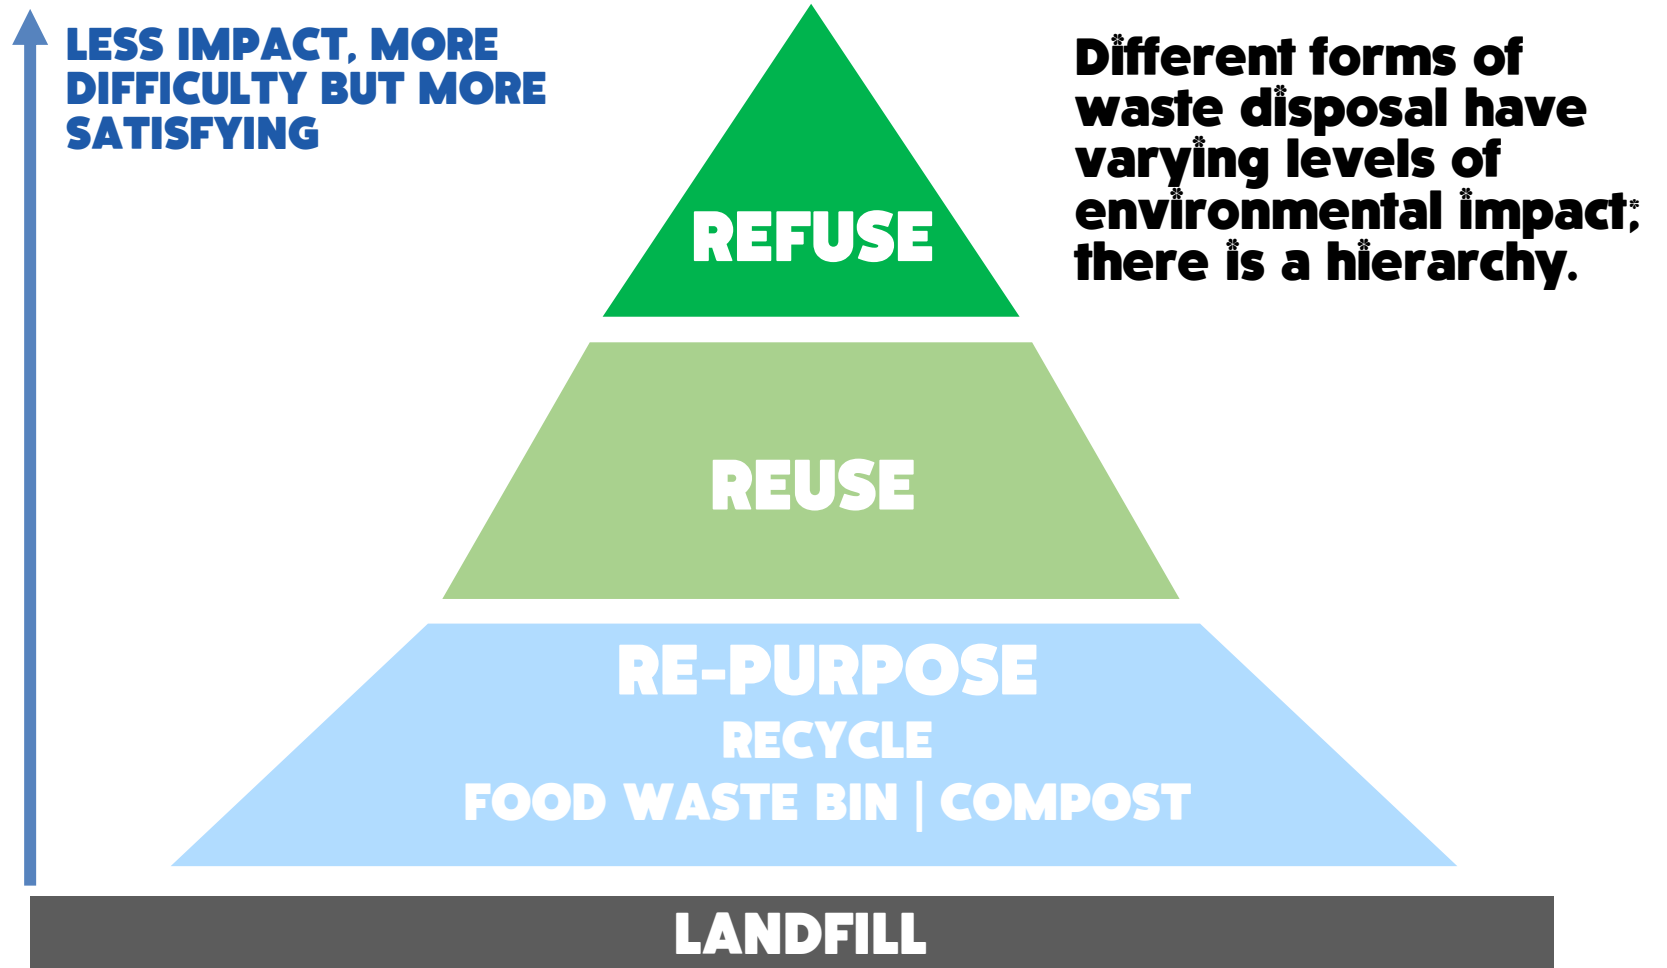 LESS IMPACT, MORE
DIFFICULTY BUT MORE
SATISFYING
Different forms of
waste disposal have
varying levels of
environmental impact;
there is a hierarchy.
REFUSE
REUSE
RE-PURPOSE
RECYCLE
FOOD WASTE BIN | COMPOST
LANDFILL